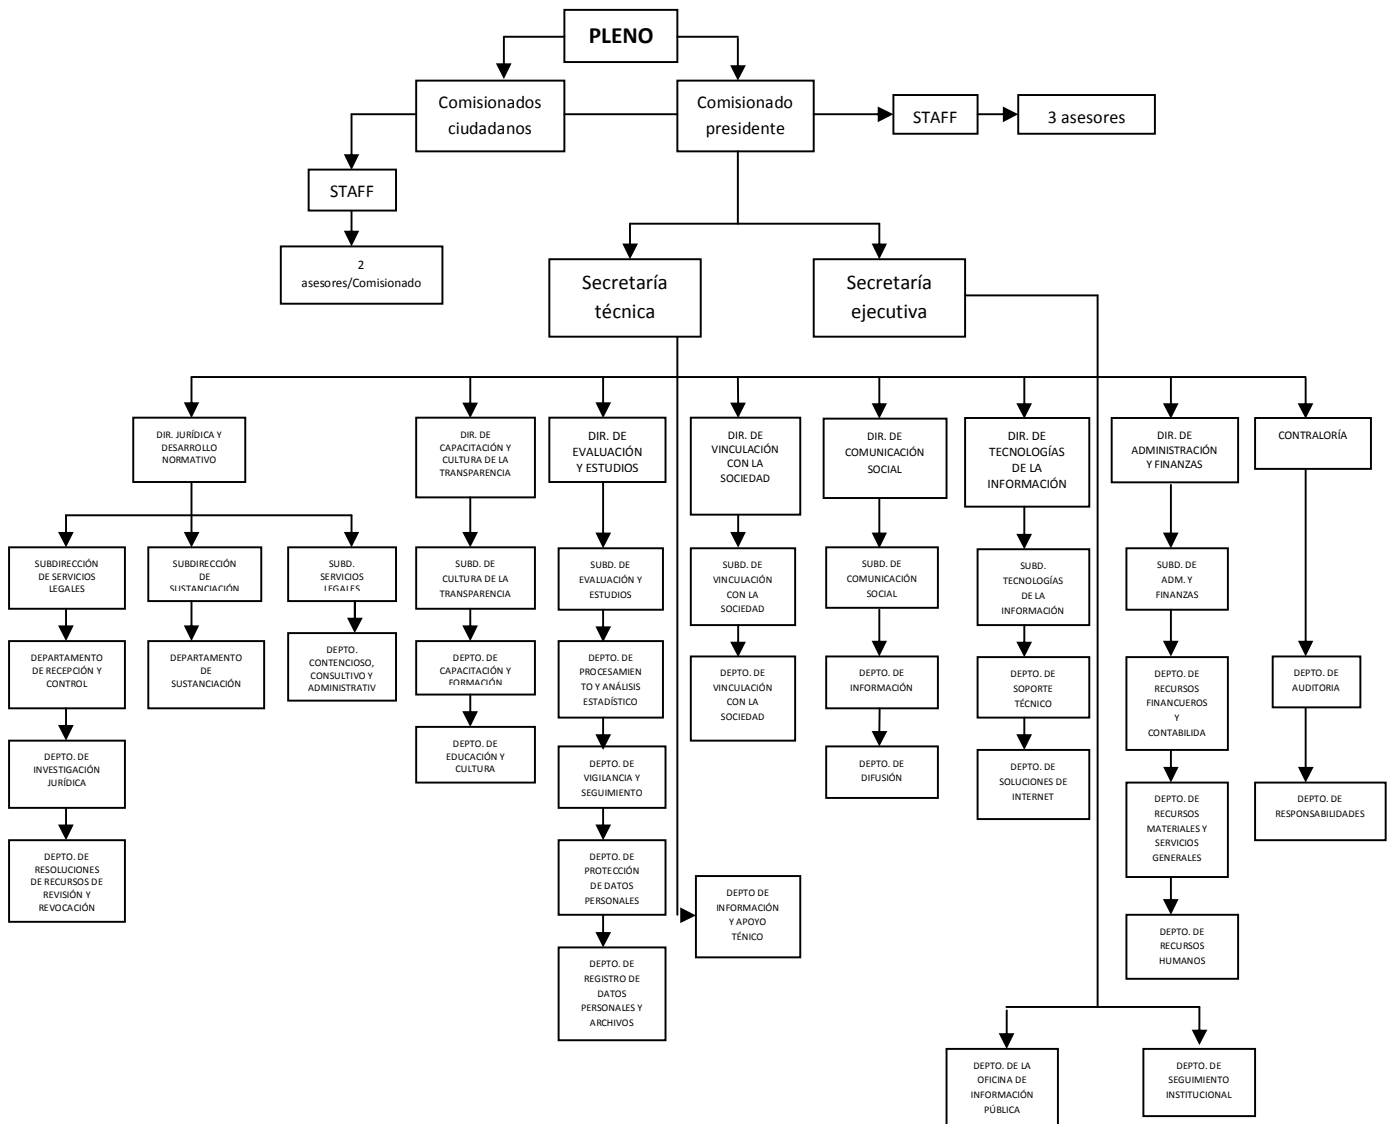 PLENO
Comisionados
ciudadanos
Comisionado
presidente
STAFF
3 asesores
STAFF
2
asesores/Comisionado
Secretaría
técnica
Secretaría
ejecutiva
DIR. JURÍDICA Y
DESARROLLO
NORMATIVO
DIR. DE
CAPACITACIÓN Y
CULTURA DE LA
TRANSPARENCIA
DIR. DE
EVALUACIÓN
Y ESTUDIOS
DIR. DE
VINCULACIÓN
CON LA
SOCIEDAD
DIR. DE
COMUNICACIÓN
SOCIAL
DIR. DE
TECNOLOGÍAS
DE LA
INFORMACIÓN
DIR. DE
ADMINISTRACIÓN
Y FINANZAS
CONTRALORÍA
SUBDIRECCIÓN
DE SERVICIOS
LEGALES
SUBDIRECCIÓN
DE
SUSTANCIACIÓN
SUBD.
SERVICIOS
LEGALES
SUBD. DE
CULTURA DE LA
TRANSPARENCIA
SUBD. DE
EVALUACIÓN Y
ESTUDIOS
SUBD. DE
VINCULACIÓN
CON LA
SOCIEDAD
SUBD. DE
COMUNICACIÓN
SOCIAL
SUBD.
TECNOLOGÍAS
DE LA
INFORMACIÓN
SUBD. DE
ADM. Y
FINANZAS
DEPARTAMENTO
DE RECEPCIÓN Y
CONTROL
DEPARTAMENTO
DE
SUSTANCIACIÓN
DEPTO.
CONTENCIOSO,
CONSULTIVO Y
ADMINISTRATIV
DEPTO. DE
CAPACITACIÓN Y
FORMACIÓN
DEPTO. DE
PROCESAMIEN
TO Y ANÁLISIS
ESTADÍSTICO
DEPTO. DE
VINCULACIÓN
CON LA
SOCIEDAD
DEPTO. DE
INFORMACIÓN
DEPTO. DE
SOPORTE
TÉCNICO
DEPTO. DE
RECURSOS
FINANCUEROS
Y
CONTABILIDA
DEPTO. DE
AUDITORIA
DEPTO. DE
INVESTIGACIÓN
JURÍDICA
DEPTO. DE
EDUCACIÓN Y
CULTURA
DEPTO. DE
VIGILANCIA Y
SEGUIMIENTO
DEPTO. DE
DIFUSIÓN
DEPTO. DE
SOLUCIONES DE
INTERNET
DEPTO. DE
RECURSOS
MATERIALES Y
SERVICIOS
GENERALES
DEPTO. DE
RESPONSABILIDADES
DEPTO. DE
RESOLUCIONES
DE RECURSOS DE
REVISIÓN Y
REVOCACIÓN
DEPTO. DE
PROTECCIÓN
DE DATOS
PERSONALES
DEPTO DE
INFORMACIÓN
Y APOYO
TÉNICO
DEPTO. DE
RECURSOS
HUMANOS
DEPTO. DE
REGISTRO DE
DATOS
PERSONALES Y
ARCHIVOS
DEPTO. DE LA
OFICINA DE
INFORMACIÓN
PÚBLICA
DEPTO. DE
SEGUIMIENTO
INSTITUCIONAL